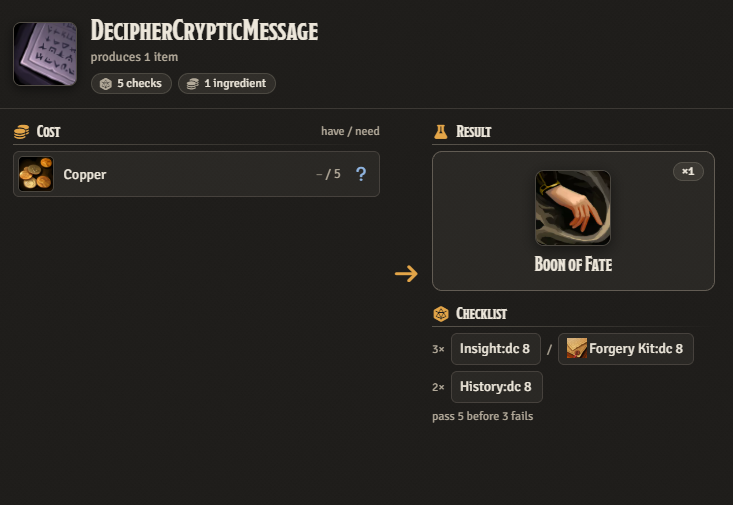 DecipherCrypticMessage
produces 1 item
5 checks
1 ingredient
Cost
have / need
Copper
– / 5
?
Result
×1
Boon of Fate
Checklist
3× Insight:dc 8 / Forgery Kit:dc 8
2× History:dc 8
pass 5 before 3 fails